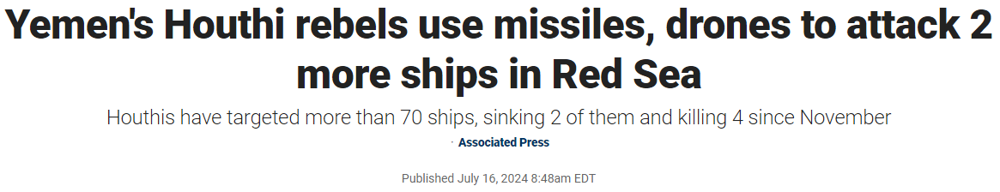 Yemen's Houthi rebels use missiles, drones to attack 2
more ships in Red Sea
Houthis have targeted more than 70 ships, sinking 2 of them and killing 4 since November
· Associated Press
Published July 16, 2024 8:48am EDT